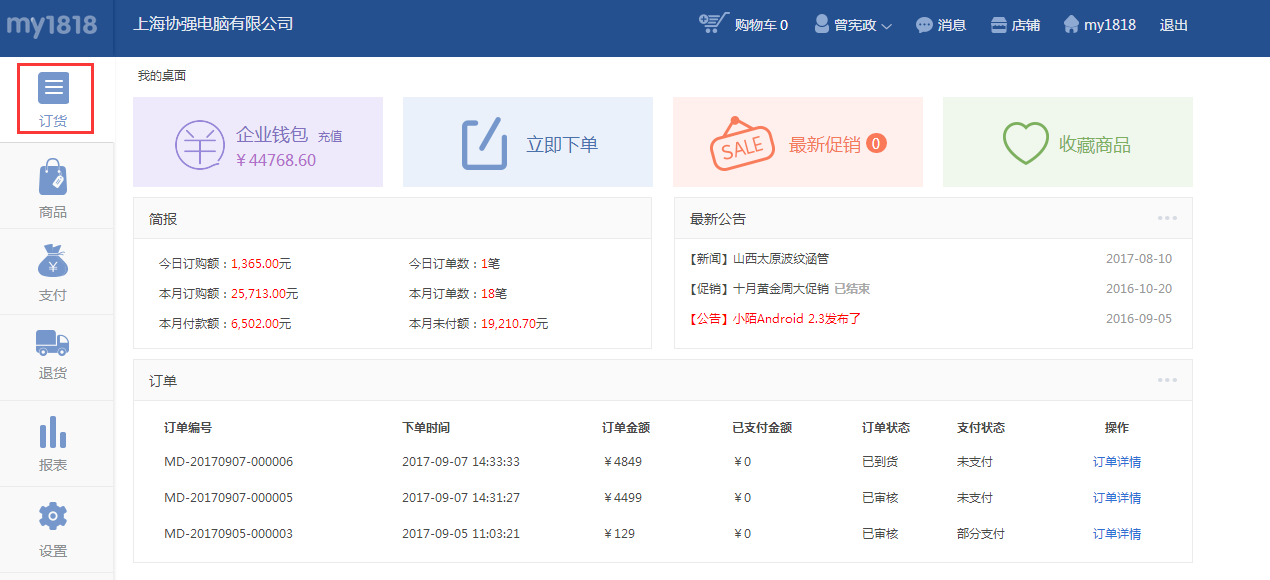 my1818 上海协强电脑有限公司 购物车 0 曾宪政 消息 店铺 my1818 退出
订货
商品
支付
退货
报表
设置
我的桌面
企业钱包 充值
¥ 44768.60
立即下单
SALE 最新促销 0
收藏商品
简报
今日订购额：1,365.00元 今日订单数：1笔
本月订购额：25,713.00元 本月订单数：18笔
本月付款额：6,502.00元 本月未付额：19,210.70元
最新公告
【新闻】山西太原波纹涵管 2017-08-10
【促销】十月黄金周大促销 已结束 2016-10-20
【公告】小陌Android 2.3发布了 2016-09-05
订单
订单编号 下单时间 订单金额 已支付金额 订单状态 支付状态 操作
MD-20170907-000006 2017-09-07 14:33:33 ¥4849 ¥0 已到货 未支付 订单详情
MD-20170907-000005 2017-09-07 14:31:27 ¥4499 ¥0 已审核 未支付 订单详情
MD-20170905-000003 2017-09-05 11:03:21 ¥129 ¥0 已审核 部分支付 订单详情